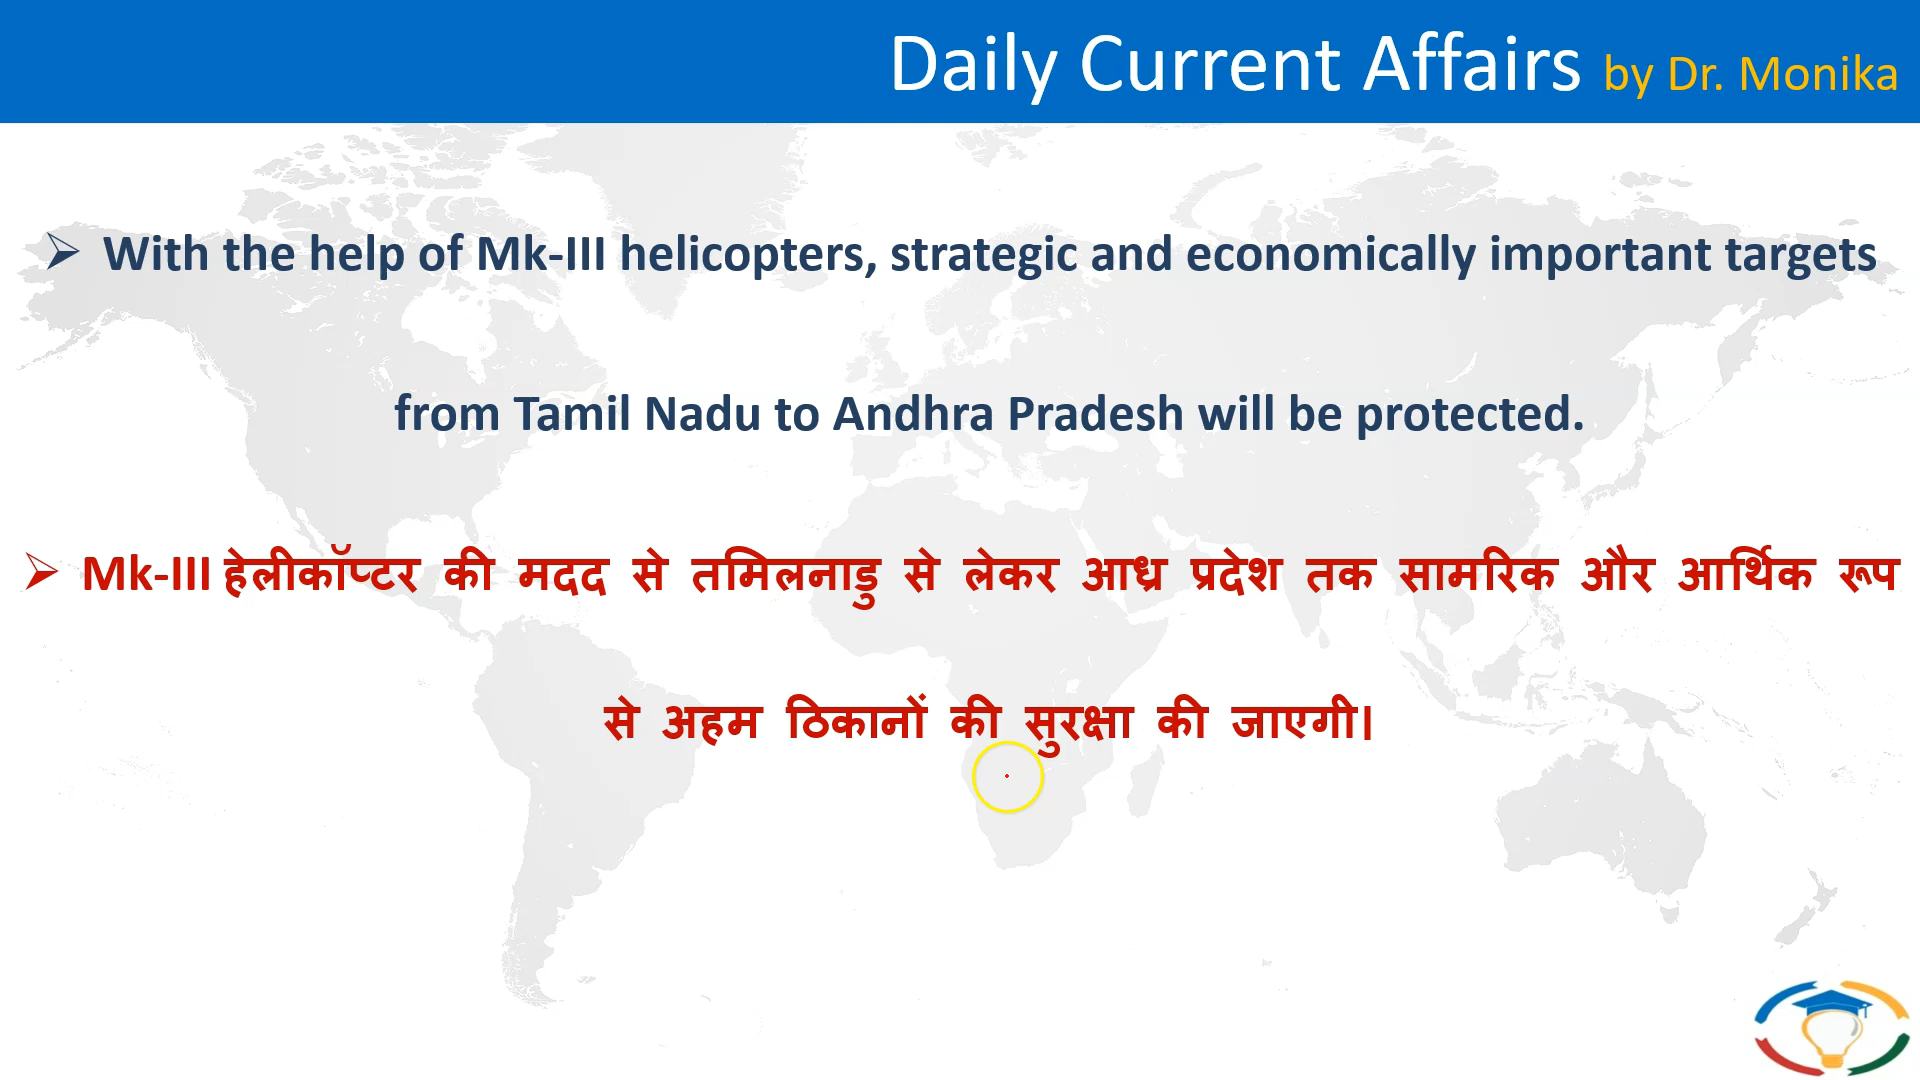 Daily Current Affairs by Dr. Monika
➢ With the help of Mk-III helicopters, strategic and economically important targets
from Tamil Nadu to Andhra Pradesh will be protected.
➢ Mk-III हेलीकॉप्टर की मदद से तमिलनाडु से लेकर आध्र प्रदेश तक सामरिक और आर्थिक रूप
से अहम ठिकानों की सुरक्षा की जाएगी।